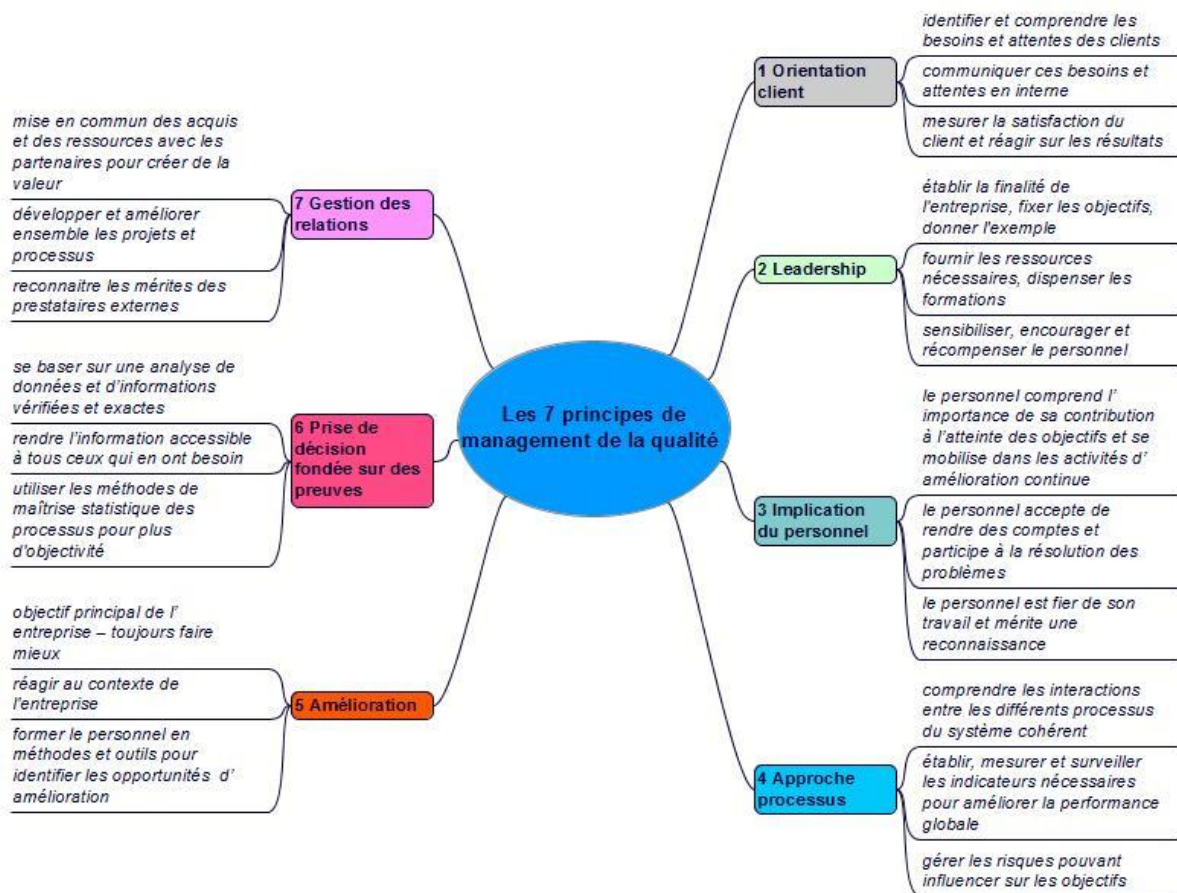 Les 7 principes de
management de la qualité
1 Orientation
client
identifier et comprendre les
besoins et attentes des clients
communiquer ces besoins et
attentes en interne
mesurer la satisfaction du
client et réagir sur les résultats
2 Leadership
établir la finalité de
l'entreprise, fixer les objectifs,
donner l'exemple
fournir les ressources
nécessaires, dispenser les
formations
sensibiliser, encourager et
récompenser le personnel
3 Implication
du personnel
le personnel comprend l'
importance de sa contribution
à l'atteinte des objectifs et se
mobilise dans les activités d'
amélioration continue
le personnel accepte de
rendre des comptes et
participe à la résolution des
problèmes
le personnel est fier de son
travail et mérite une
reconnaissance
4 Approche
processus
comprendre les interactions
entre les différents processus
du système cohérent
établir, mesurer et surveiller
les indicateurs nécessaires
pour améliorer la performance
globale
gérer les risques pouvant
influencer sur les objectifs
5 Amélioration
objectif principal de l'
entreprise – toujours faire
mieux
réagir au contexte de
l'entreprise
former le personnel en
méthodes et outils pour
identifier les opportunités d'
amélioration
6 Prise de
décision
fondée sur des
preuves
se baser sur une analyse de
données et d'informations
vérifiées et exactes
rendre l'information accessible
à tous ceux qui en ont besoin
utiliser les méthodes de
maîtrise statistique des
processus pour plus
d'objectivité
7 Gestion des
relations
mise en commun des acquis
et des ressources avec les
partenaires pour créer de la
valeur
développer et améliorer
ensemble les projets et
processus
reconnaitre les mérites des
prestataires externes